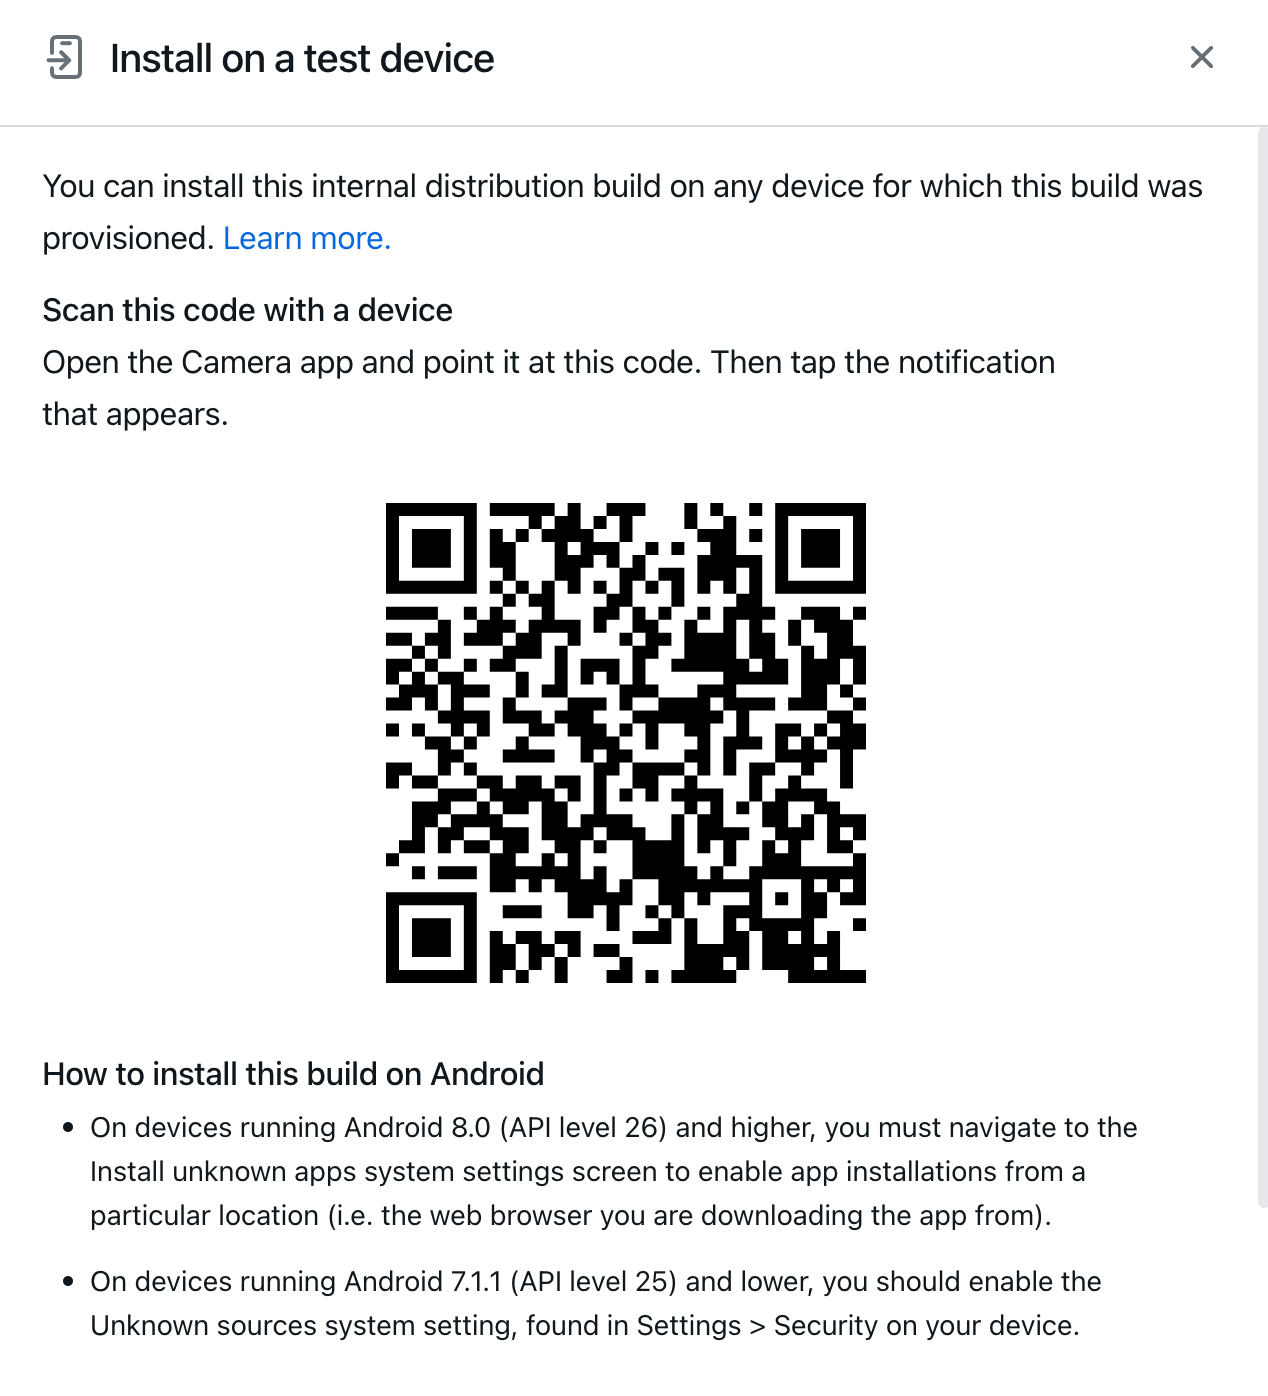 Install on a test device
You can install this internal distribution build on any device for which this build was
provisioned. Learn more.
Scan this code with a device
Open the Camera app and point it at this code. Then tap the notification
that appears.
How to install this build on Android
• On devices running Android 8.0 (API level 26) and higher, you must navigate to the
Install unknown apps system settings screen to enable app installations from a
particular location (i.e. the web browser you are downloading the app from).
• On devices running Android 7.1.1 (API level 25) and lower, you should enable the
Unknown sources system setting, found in Settings > Security on your device.